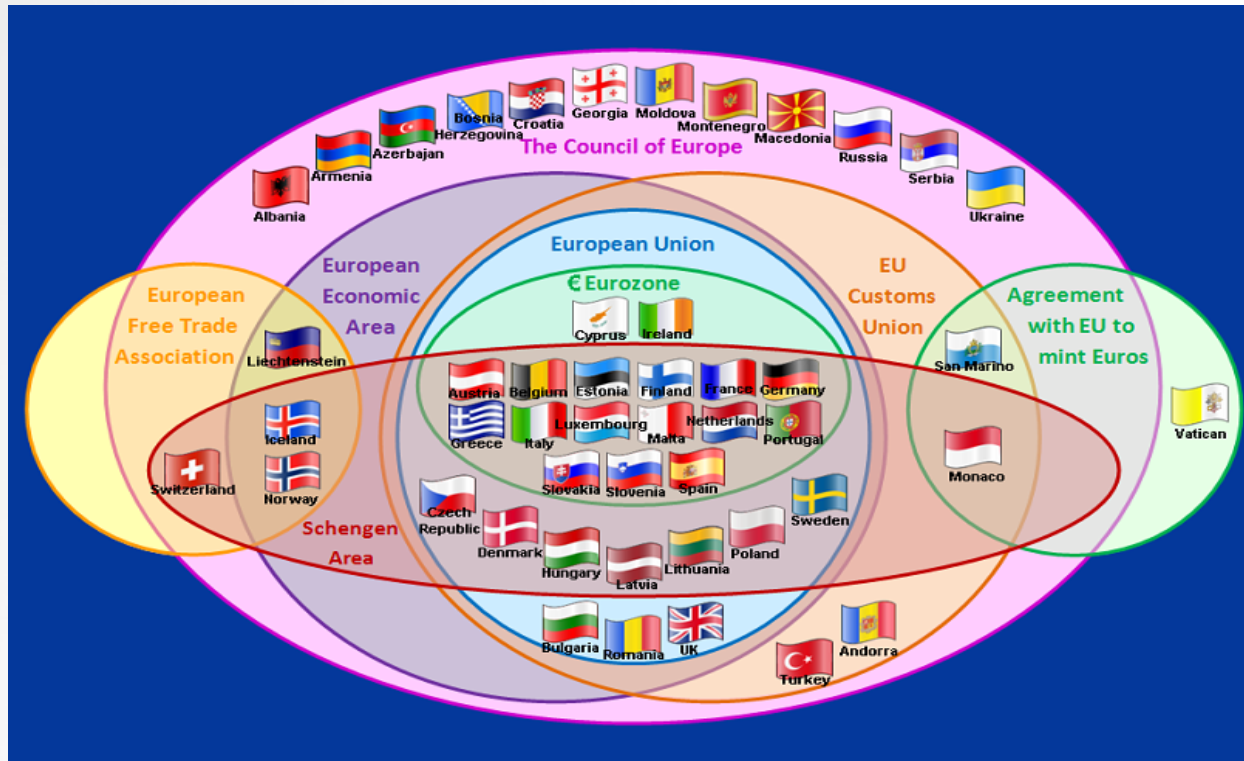 Albania
Armenia
Azerbajan
Bosnia
Herzegovina
Croatia
Georgia
Moldova
Montenegro
Macedonia
Russia
Serbia
Ukraine
The Council of Europe
European
Free Trade
Association
European
Economic
Area
European Union
€ Eurozone
EU
Customs
Union
Agreement
with EU to
mint Euros
Liechtenstein
Cyprus
Ireland
San Marino
Vatican
Austria
Belgium
Estonia
Finland
France
Germany
Greece
Italy
Luxembourg
Malta
Netherlands
Portugal
Iceland
Switzerland
Norway
Monaco
Slovakia
Slovenia
Spain
Schengen
Area
Czech
Republic
Denmark
Hungary
Latvia
Lithuania
Poland
Sweden
Bulgaria
Romania
UK
Andorra
Turkey